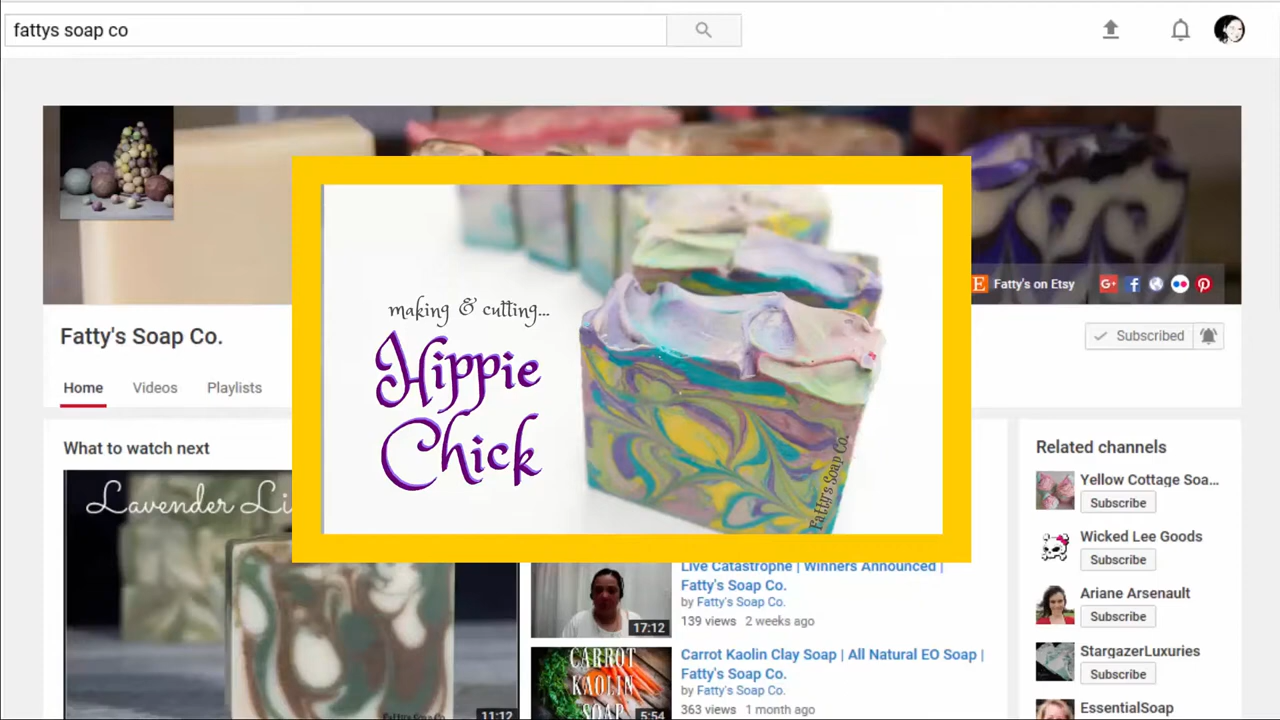 fattys soap co
Fatty's on Etsy
making & cutting...
Hippie
Chick
Fatty's Soap Co.
Fatty's Soap Co.
Subscribed
Home Videos Playlists
What to watch next
Lavender Li
11:12
Live Catastrophe | Winners Announced |
Fatty's Soap Co.
by Fatty's Soap Co.
139 views 2 weeks ago
17:12
CARROT
KAOLIN
SOAP
5:54
Carrot Kaolin Clay Soap | All Natural EO Soap |
Fatty's Soap Co.
by Fatty's Soap Co.
363 views 1 month ago
Related channels
Yellow Cottage Soa...
Subscribe
Wicked Lee Goods
Subscribe
Ariane Arsenault
Subscribe
StargazerLuxuries
Subscribe
EssentialSoap